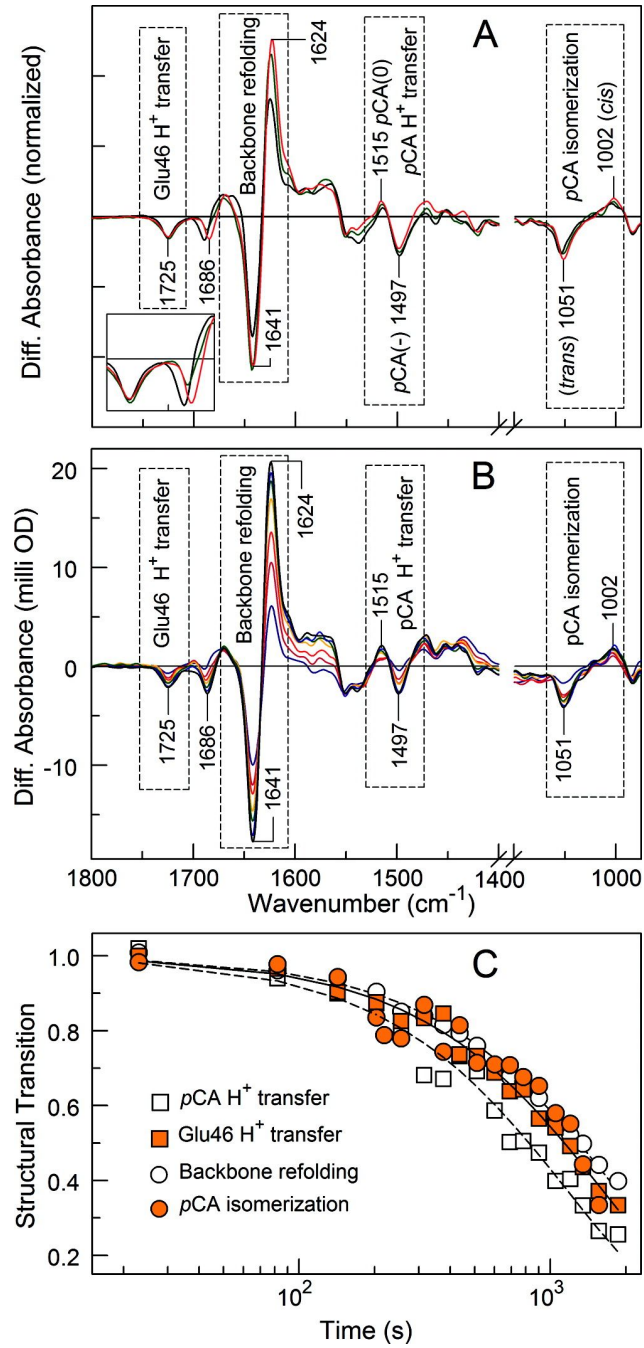 A
1624
Glu46 H+ transfer
Backbone refolding
1515 pCA(0)
pCA H+ transfer
pCA isomerization
1002 (cis)
1725
1686
1641
pCA(-) 1497
(trans) 1051
Diff. Absorbance (normalized)
B
20
10
0
-10
Diff. Absorbance (milli OD)
1624
Glu46 H+ transfer
Backbone refolding
1515
pCA H+ transfer
pCA isomerization
1002
1725
1686
1641
1497
1051
1800 1700 1600 1500 1400 1000
Wavenumber (cm-1)
C
1.0
0.8
0.6
0.4
0.2
Structural Transition
pCA H+ transfer
Glu46 H+ transfer
Backbone refolding
pCA isomerization
10² 10³
Time (s)